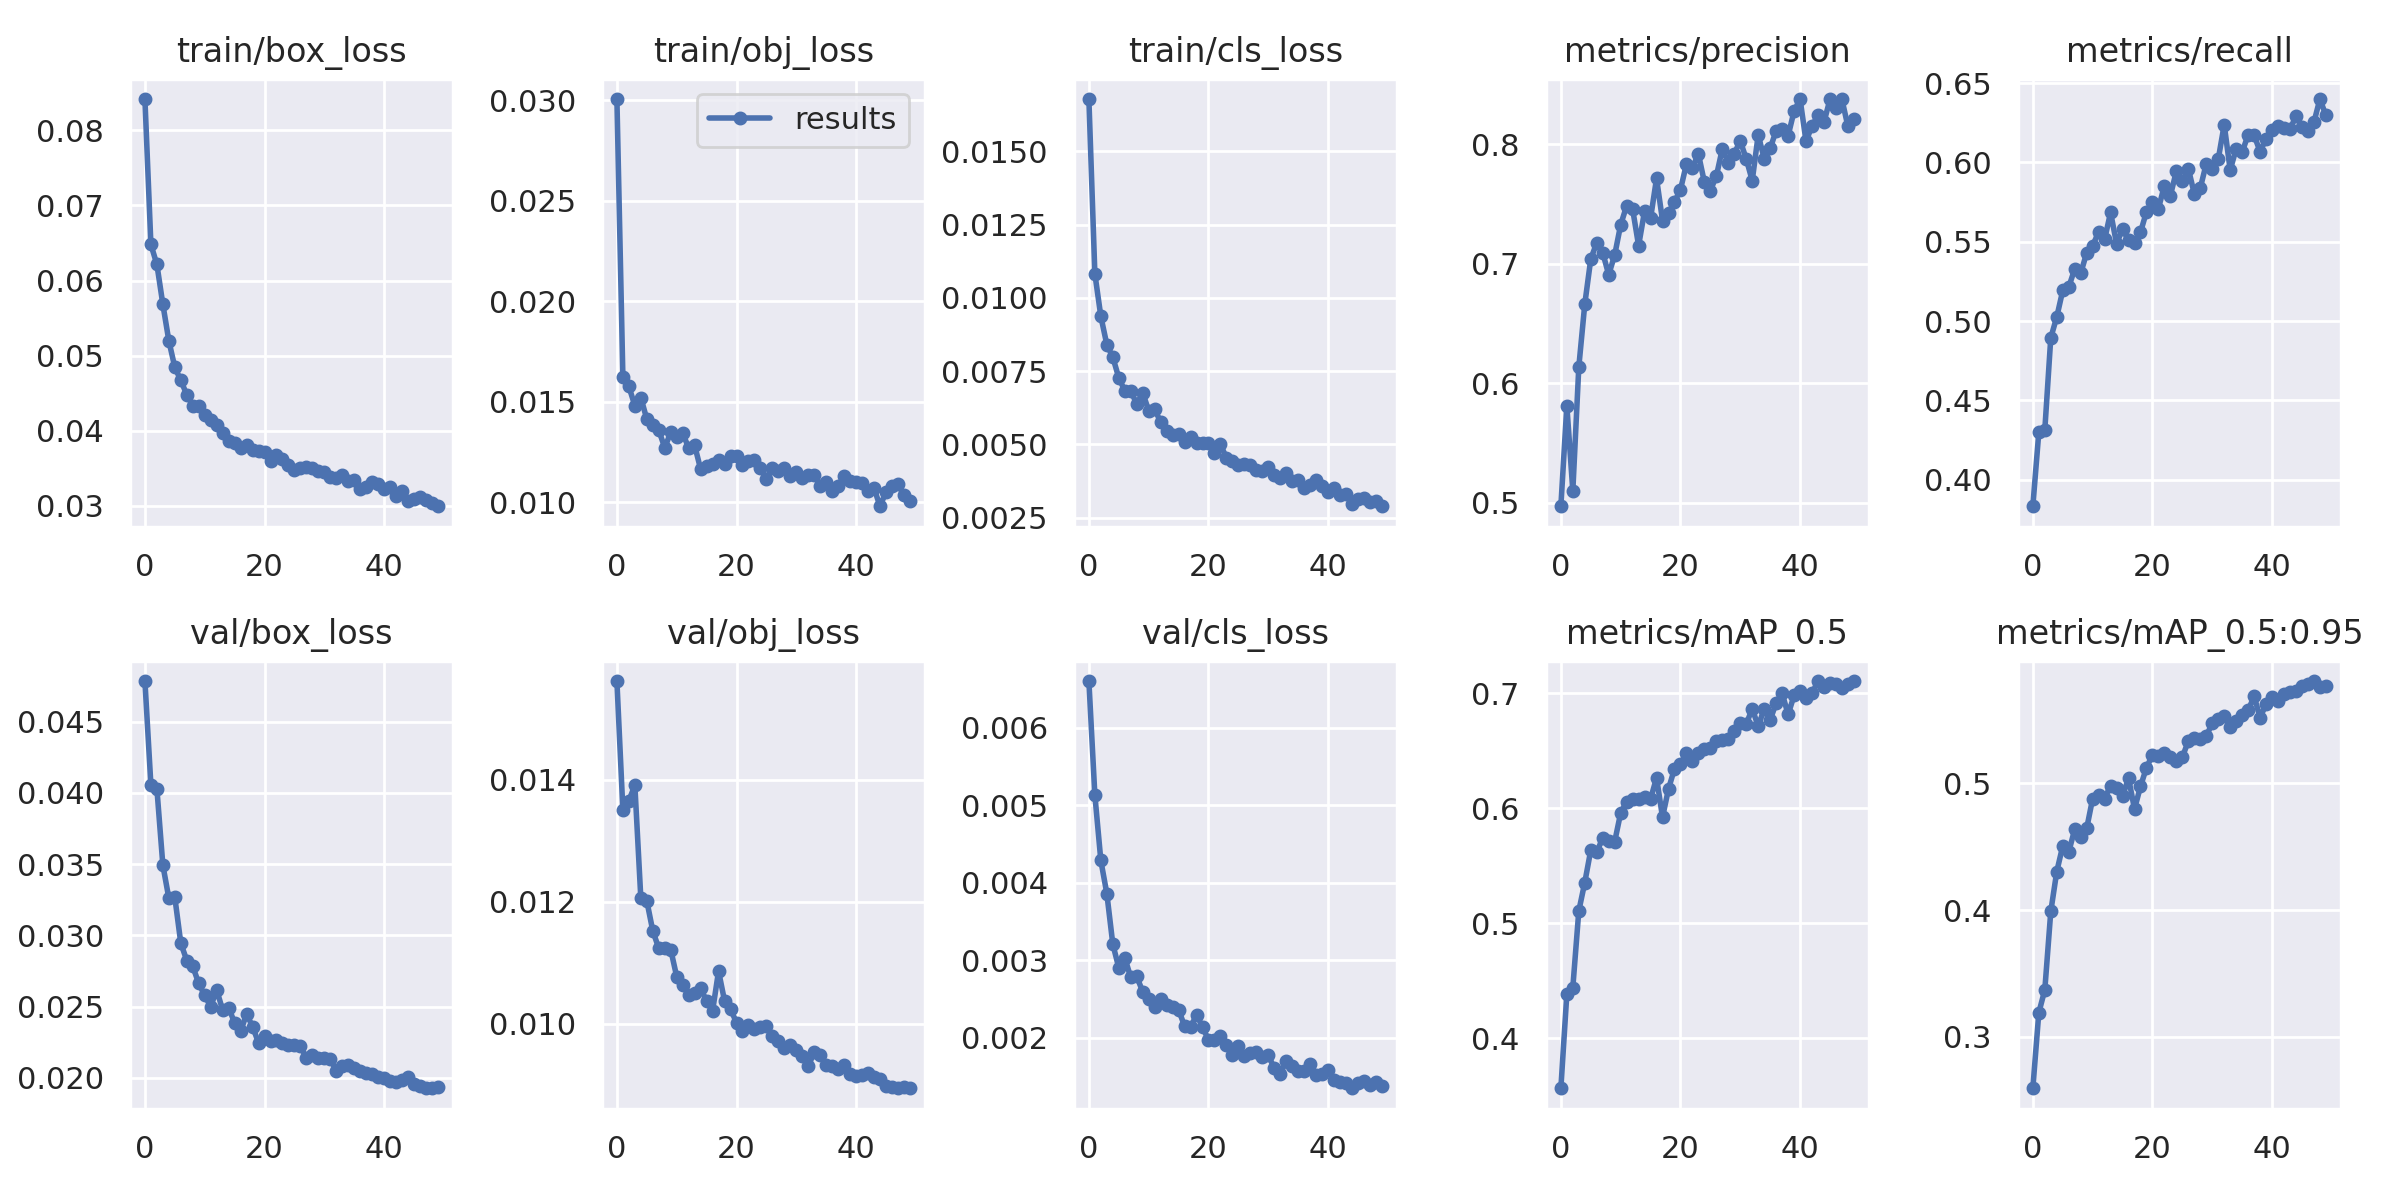 train/box_loss
0.08
0.07
0.06
0.05
0.04
0.03
0 20 40
train/obj_loss
results
0.030
0.025
0.020
0.015
0.010
0 20 40
train/cls_loss
0.0150
0.0125
0.0100
0.0075
0.0050
0.0025
0 20 40
metrics/precision
0.8
0.7
0.6
0.5
0 20 40
metrics/recall
0.65
0.60
0.55
0.50
0.45
0.40
0 20 40
val/box_loss
0.045
0.040
0.035
0.030
0.025
0.020
0 20 40
val/obj_loss
0.014
0.012
0.010
0 20 40
val/cls_loss
0.006
0.005
0.004
0.003
0.002
0 20 40
metrics/mAP_0.5
0.7
0.6
0.5
0.4
0 20 40
metrics/mAP_0.5:0.95
0.5
0.4
0.3
0 20 40